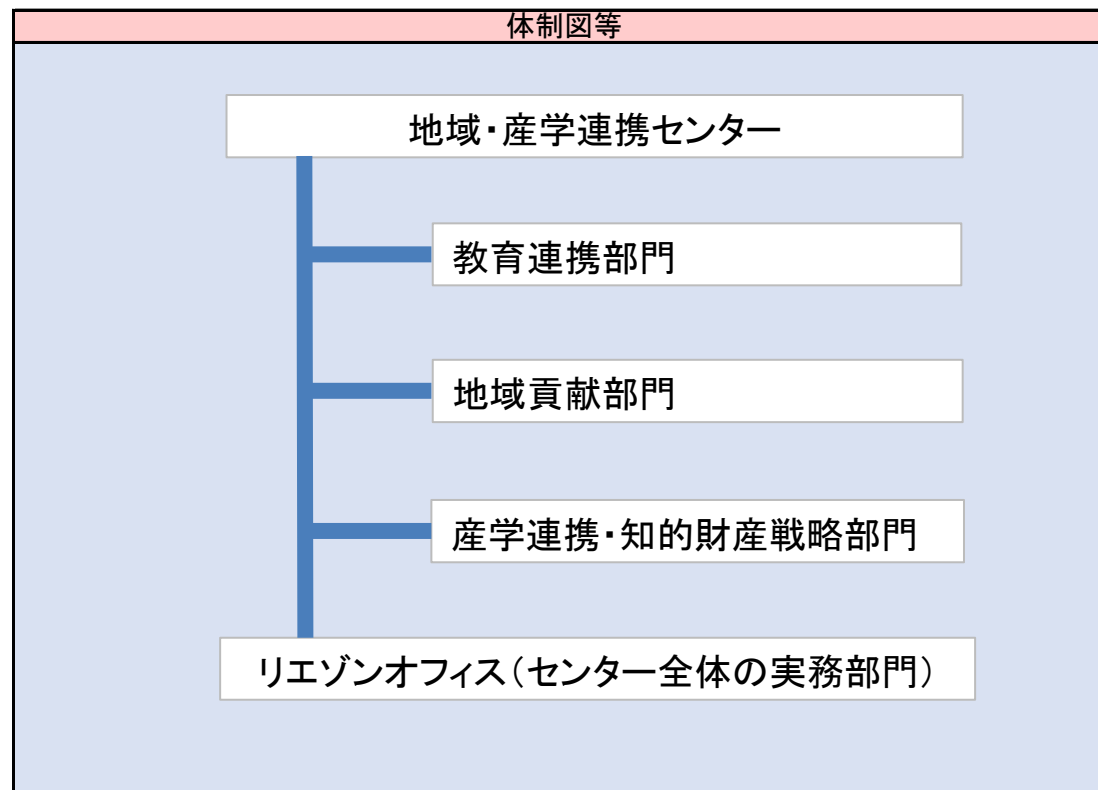 体制図等
地域・産学連携センター
教育連携部門
地域貢献部門
産学連携・知的財産戦略部門
リエゾンオフィス（センター全体の実務部門）